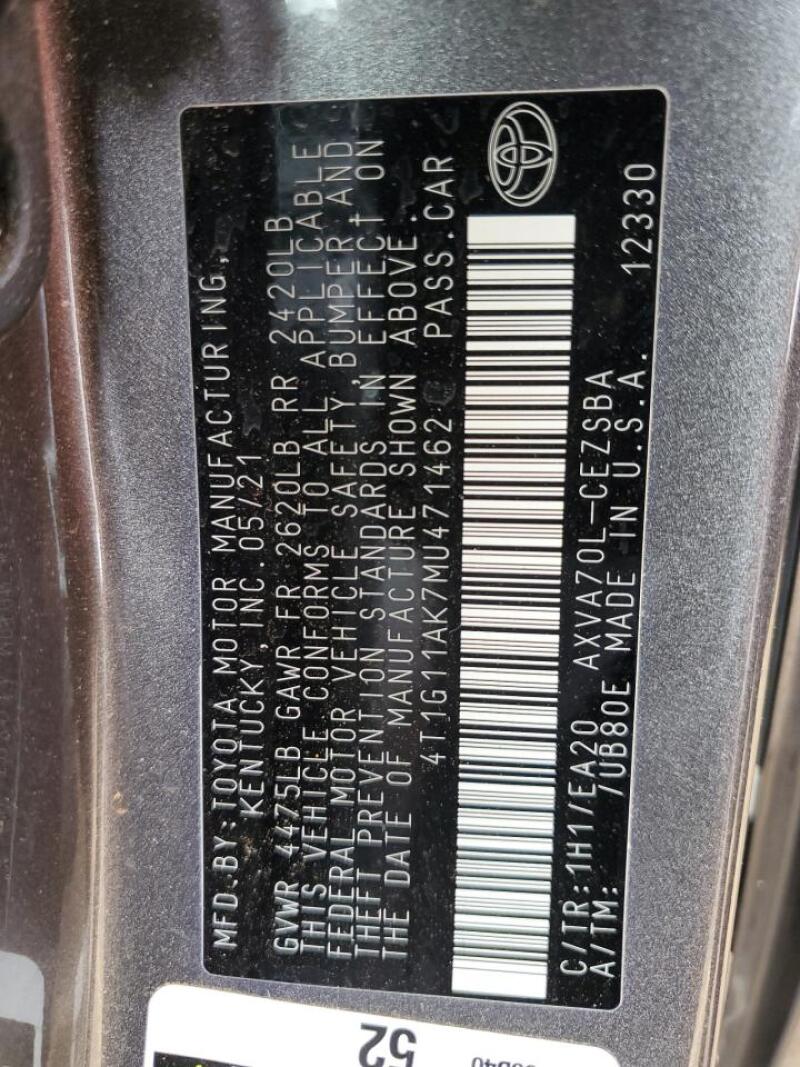 MFD.BY:TOYOTA MOTOR MANUFACTURING,
KENTUCKY, INC.05/21
GVWR 4475LB GAWR FR 2620LB RR 2420LB
THIS VEHICLE CONFORMS TO ALL APPLICABLE
FEDERAL MOTOR VEHICLE SAFETY,BUMPER AND
THEFT PREVENTION STANDARDS IN EFFECT ON
THE DATE OF MANUFACTURE SHOWN ABOVE.
4T1G11AK7MU471462 PASS.CAR
C/TR:1H1/EA20 AXVA70L-CEZSBA 12330
A/TM: /UB80E MADE IN U.S.A.
52